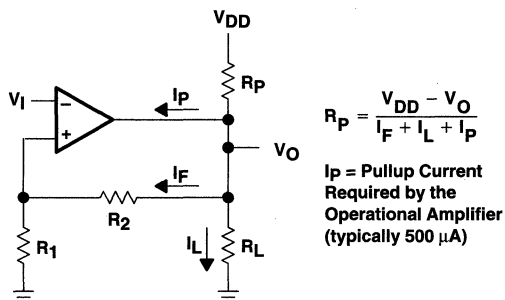 VDD
RP
IP
VI
−
+
VO
IF
R2
R1
IL
RL
RP = VDD − VO / IF + IL + IP
IP = Pullup Current
Required by the
Operational Amplifier
(typically 500 μA)